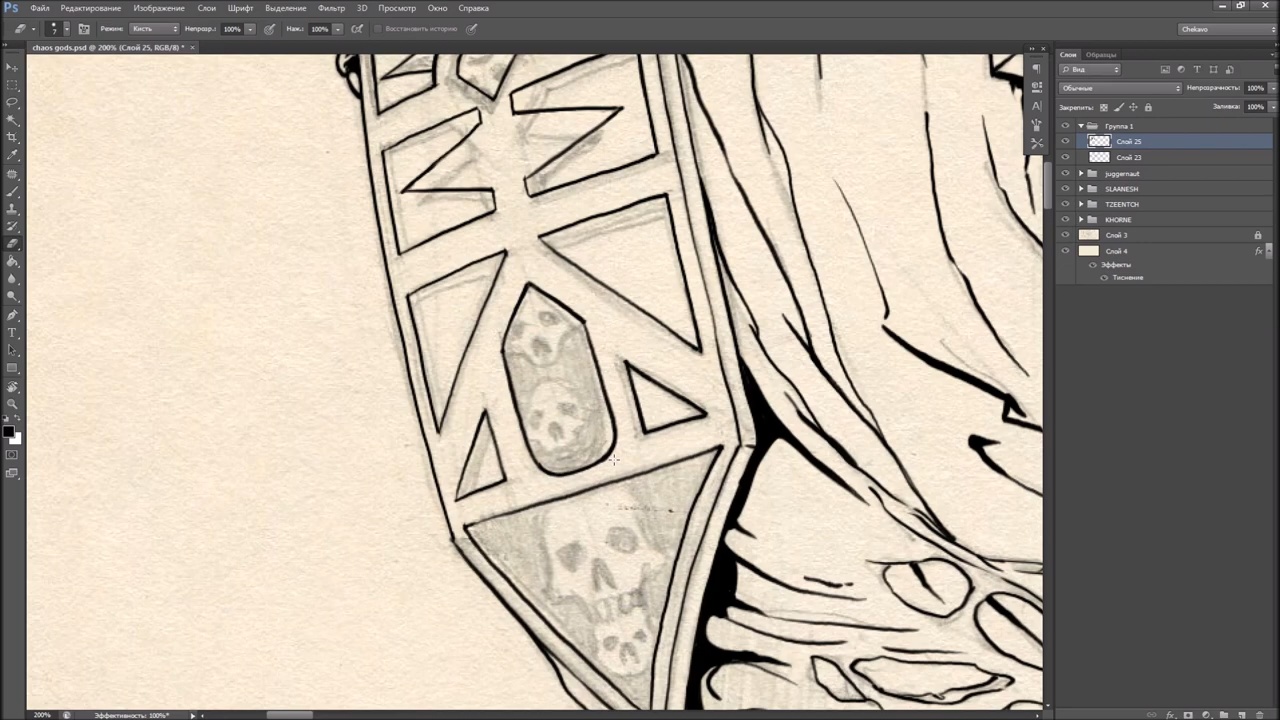 Ps Файл Редактирование Изображение Слои Шрифт Выделение Фильтр 3D Просмотр Окно Справка
7 Режим: Кисть Непрозр.: 100% Наж.: 100% Восстановить историю Chekavo
chaos gods.psd @ 200% (Слой 25, RGB/8) * ×
Слои Образцы
Вид
Обычные Непрозрачность: 100%
Закрепить: Заливка: 100%
Группа 1
Слой 25
Слой 23
juggernaut
SLAANESH
TZEENTCH
KHORNE
Слой 3
Слой 4 fx
Эффекты
Тиснение
200% Эффективность: 100%*